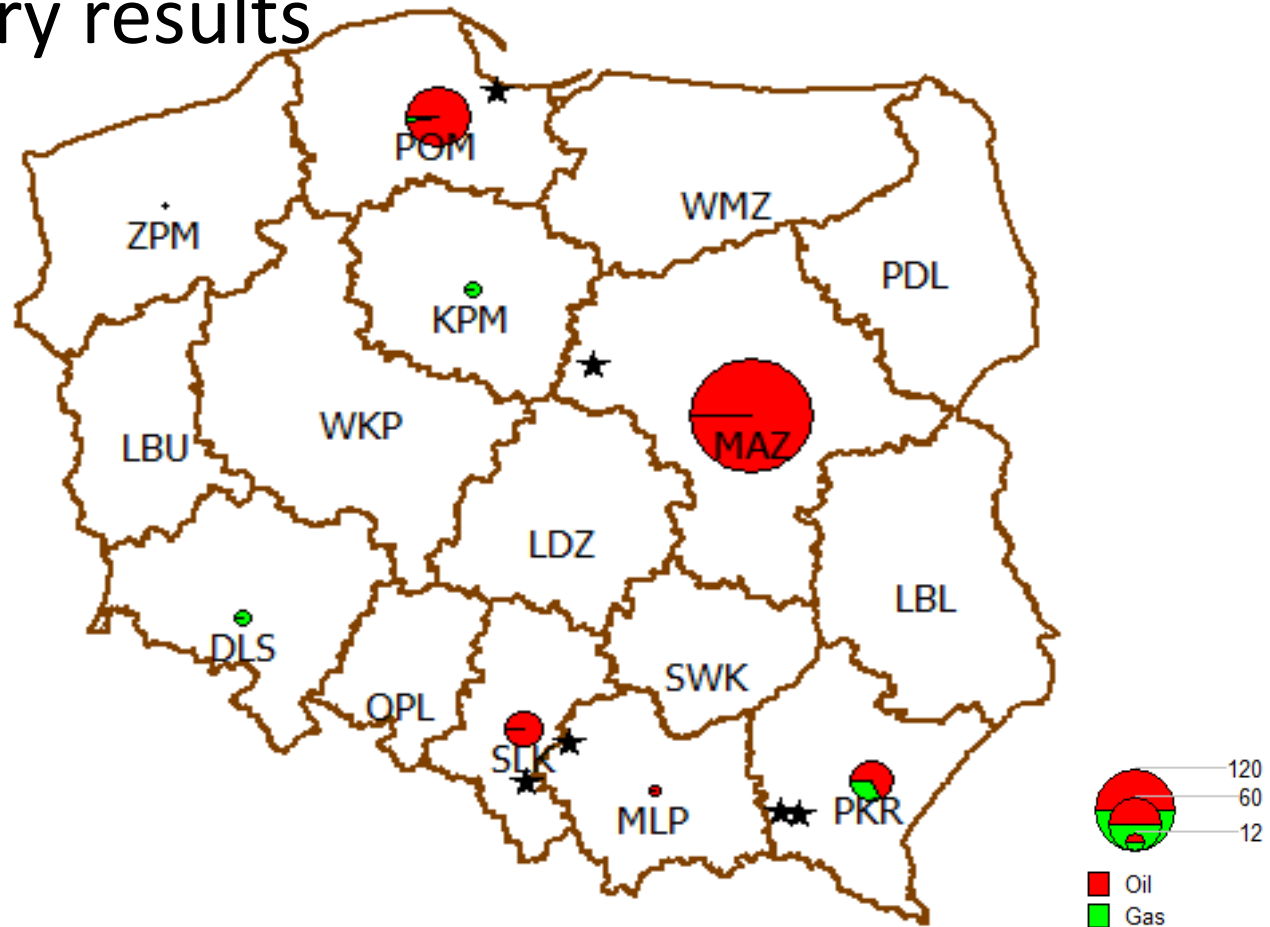 ry results
POM
WMZ
ZPM
PDL
KPM
WKP
LBU
MAZ
LDZ
LBL
DLS
SWK
OPL
SLK
MLP
PKR
120
60
12
Oil
Gas